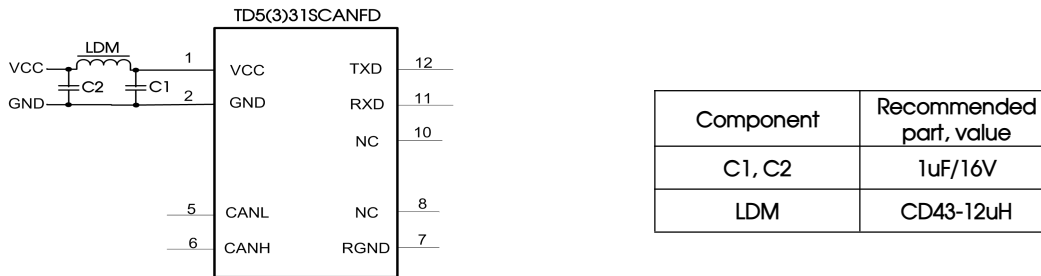 TD5(3)31SCANFD
LDM
VCC
C2
C1
GND
1
2
VCC
GND
TXD
12
RXD
11
NC
10
5
CANL
6
CANH
NC
8
RGND
7
Component
Recommended part, value
C1, C2
1uF/16V
LDM
CD43-12uH